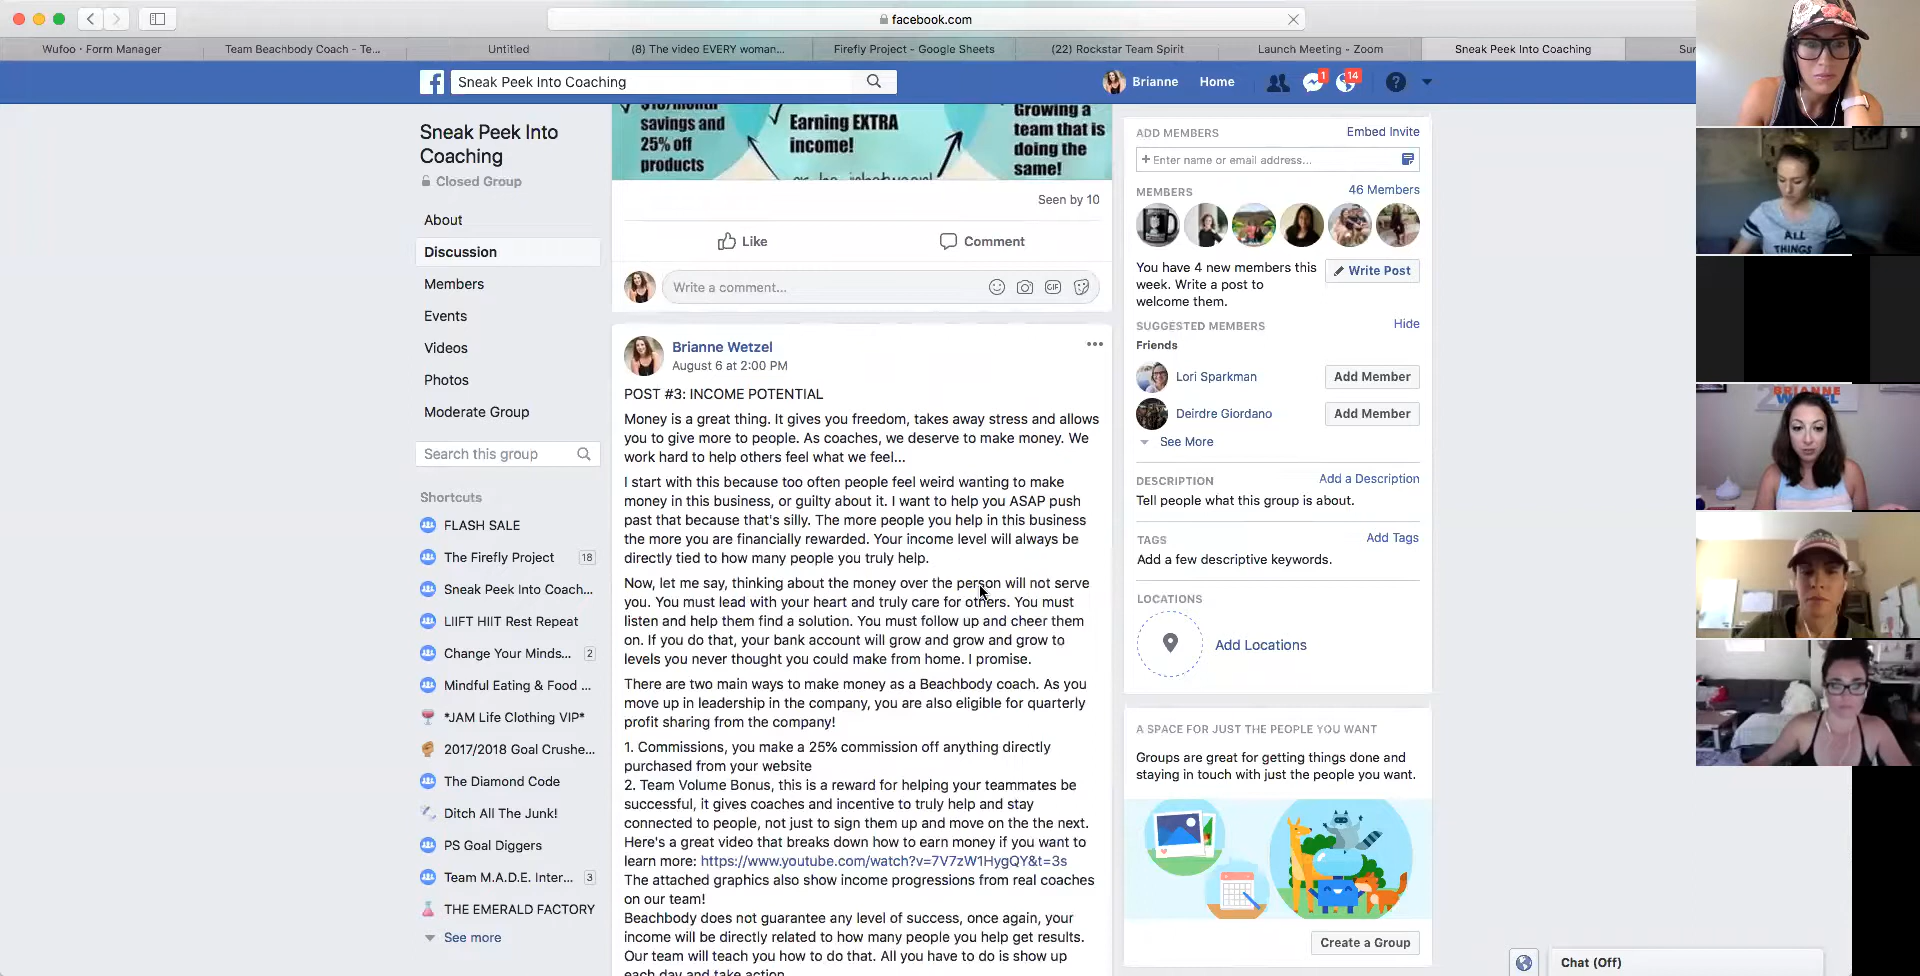 facebook.com
Wufoo · Form Manager
Team Beachbody Coach - Te...
Untitled
(8) The video EVERY woman...
Firefly Project - Google Sheets
(22) Rockstar Team Spirit
Launch Meeting - Zoom
Sneak Peek Into Coaching
Sneak Peek Into Coaching
Brianne
Home
1
14
Sneak Peek Into
Coaching
Closed Group
About
Discussion
Members
Events
Videos
Photos
Moderate Group
Search this group
Shortcuts
FLASH SALE
The Firefly Project 18
Sneak Peek Into Coach...
LIIFT HIIT Rest Repeat
Change Your Minds... 2
Mindful Eating & Food ...
*JAM Life Clothing VIP*
2017/2018 Goal Crushe...
The Diamond Code
Ditch All The Junk!
PS Goal Diggers
Team M.A.D.E. Inter... 3
THE EMERALD FACTORY
See more
savings and
25% off
products
Earning EXTRA
income!
Growing a
team that is
doing the
same!
Seen by 10
Like
Comment
Write a comment...
GIF
Brianne Wetzel
August 6 at 2:00 PM
POST #3: INCOME POTENTIAL
Money is a great thing. It gives you freedom, takes away stress and allows
you to give more to people. As coaches, we deserve to make money. We
work hard to help others feel what we feel...
I start with this because too often people feel weird wanting to make
money in this business, or guilty about it. I want to help you ASAP push
past that because that's silly. The more people you help in this business
the more you are financially rewarded. Your income level will always be
directly tied to how many people you truly help.
Now, let me say, thinking about the money over the person will not serve
you. You must lead with your heart and truly care for others. You must
listen and help them find a solution. You must follow up and cheer them
on. If you do that, your bank account will grow and grow and grow to
levels you never thought you could make from home. I promise.
There are two main ways to make money as a Beachbody coach. As you
move up in leadership in the company, you are also eligible for quarterly
profit sharing from the company!
1. Commissions, you make a 25% commission off anything directly
purchased from your website
2. Team Volume Bonus, this is a reward for helping your teammates be
successful, it gives coaches and incentive to truly help and stay
connected to people, not just to sign them up and move on the the next.
Here's a great video that breaks down how to earn money if you want to
learn more: https://www.youtube.com/watch?v=7V7zW1HygQY&t=3s
The attached graphics also show income progressions from real coaches
on our team!
Beachbody does not guarantee any level of success, once again, your
income will be directly related to how many people you help get results.
Our team will teach you how to do that. All you have to do is show up
each day and take action
ADD MEMBERS
Embed Invite
+ Enter name or email address...
MEMBERS
46 Members
You have 4 new members this
week. Write a post to
welcome them.
Write Post
SUGGESTED MEMBERS
Hide
Friends
Lori Sparkman
Add Member
Deirdre Giordano
Add Member
See More
DESCRIPTION
Add a Description
Tell people what this group is about.
TAGS
Add Tags
Add a few descriptive keywords.
LOCATIONS
Add Locations
A SPACE FOR JUST THE PEOPLE YOU WANT
Groups are great for getting things done and
staying in touch with just the people you want.
Create a Group
Chat (Off)
ALL
THINGS
BRIANNE